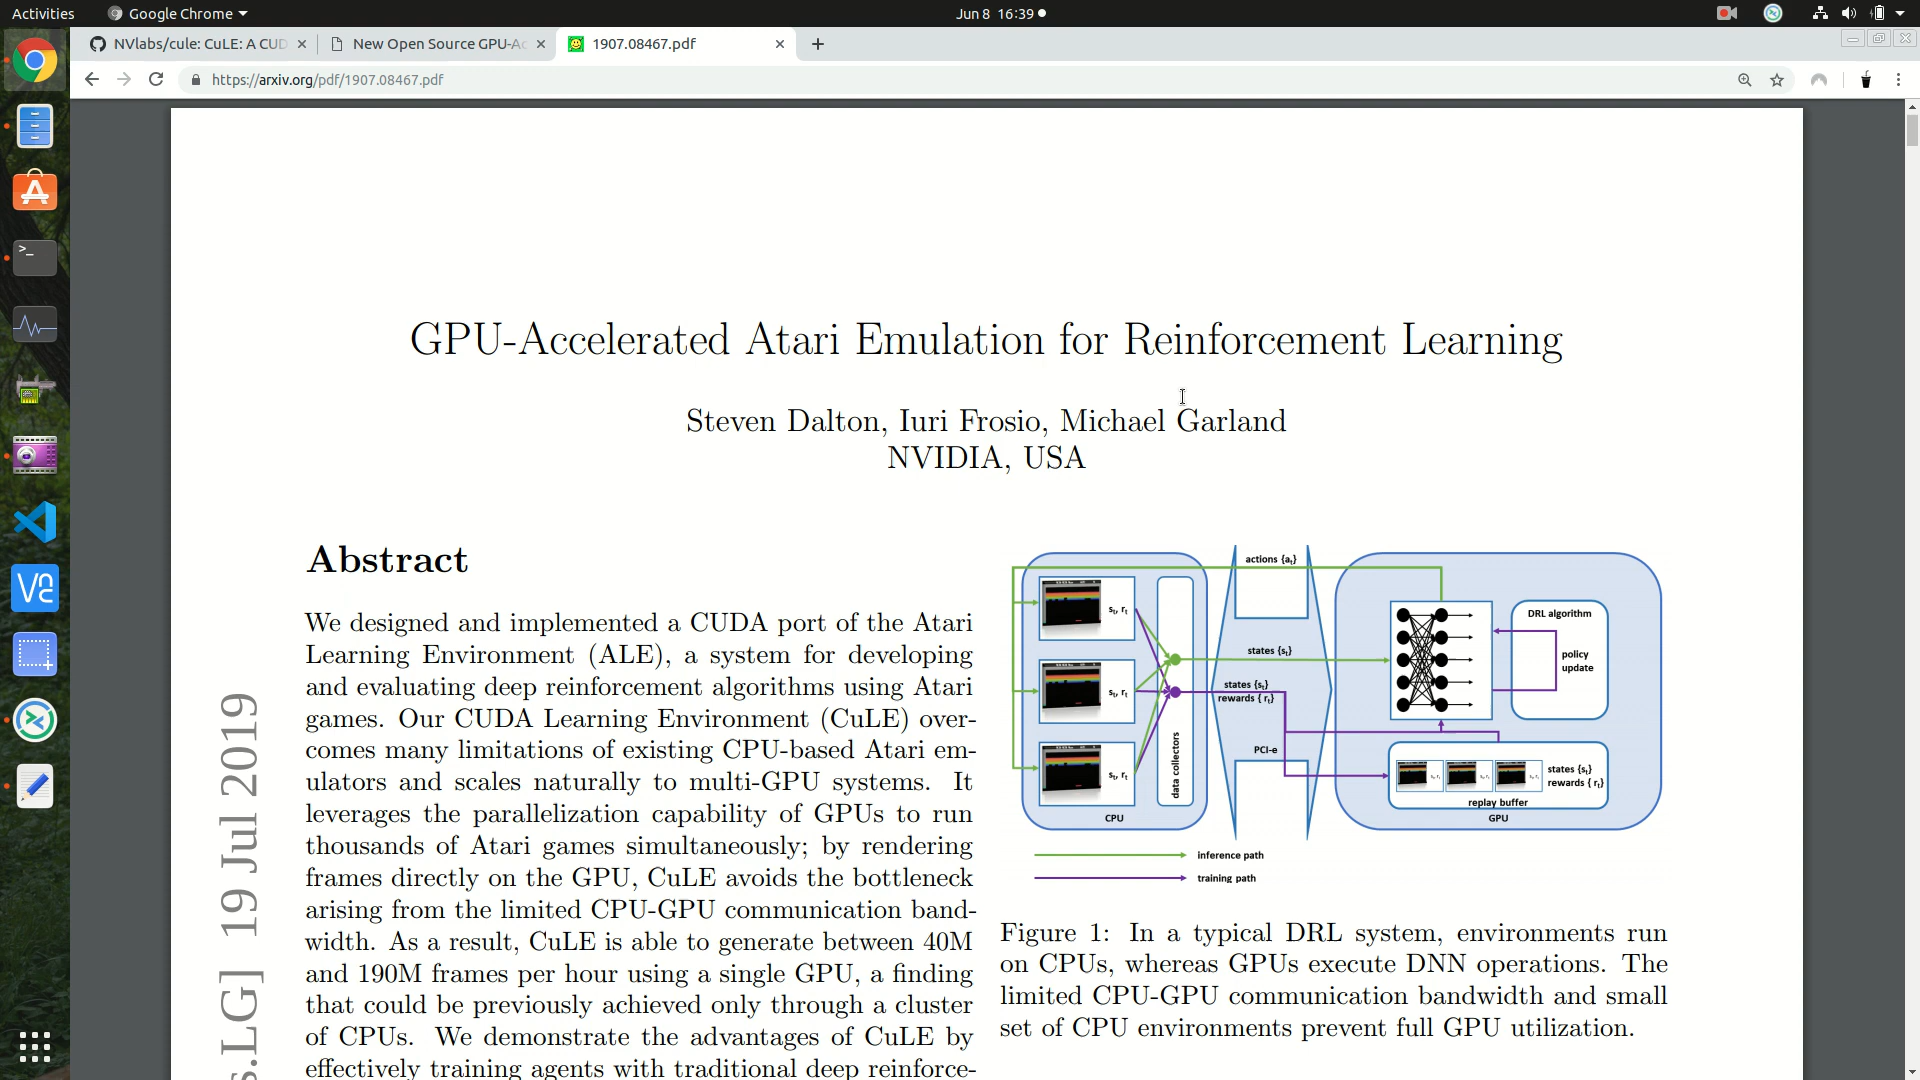 Activities
Google Chrome
Jun 8 16:39
NVlabs/cule: CuLE: A CUD
New Open Source GPU-Ac
1907.08467.pdf
https://arxiv.org/pdf/1907.08467.pdf
GPU-Accelerated Atari Emulation for Reinforcement Learning
Steven Dalton, Iuri Frosio, Michael Garland
NVIDIA, USA
s.LG] 19 Jul 2019
Abstract
We designed and implemented a CUDA port of the Atari
Learning Environment (ALE), a system for developing
and evaluating deep reinforcement algorithms using Atari
games. Our CUDA Learning Environment (CuLE) over-
comes many limitations of existing CPU-based Atari em-
ulators and scales naturally to multi-GPU systems. It
leverages the parallelization capability of GPUs to run
thousands of Atari games simultaneously; by rendering
frames directly on the GPU, CuLE avoids the bottleneck
arising from the limited CPU-GPU communication band-
width. As a result, CuLE is able to generate between 40M
and 190M frames per hour using a single GPU, a finding
that could be previously achieved only through a cluster
of CPUs. We demonstrate the advantages of CuLE by
effectively training agents with traditional deep reinforce-
actions {at}
st, rt
st, rt
st, rt
data collectors
CPU
states {st}
states {st}
rewards { rt}
PCI-e
DRL algorithm
policy
update
states {st}
rewards { rt}
replay buffer
GPU
inference path
training path
Figure 1: In a typical DRL system, environments run
on CPUs, whereas GPUs execute DNN operations. The
limited CPU-GPU communication bandwidth and small
set of CPU environments prevent full GPU utilization.